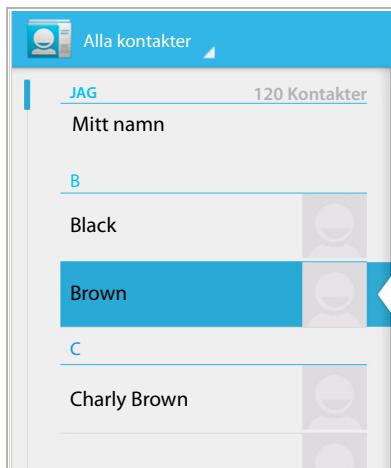 Alla kontakter
JAG 120 Kontakter
Mitt namn
B
Black
Brown
C
Charly Brown